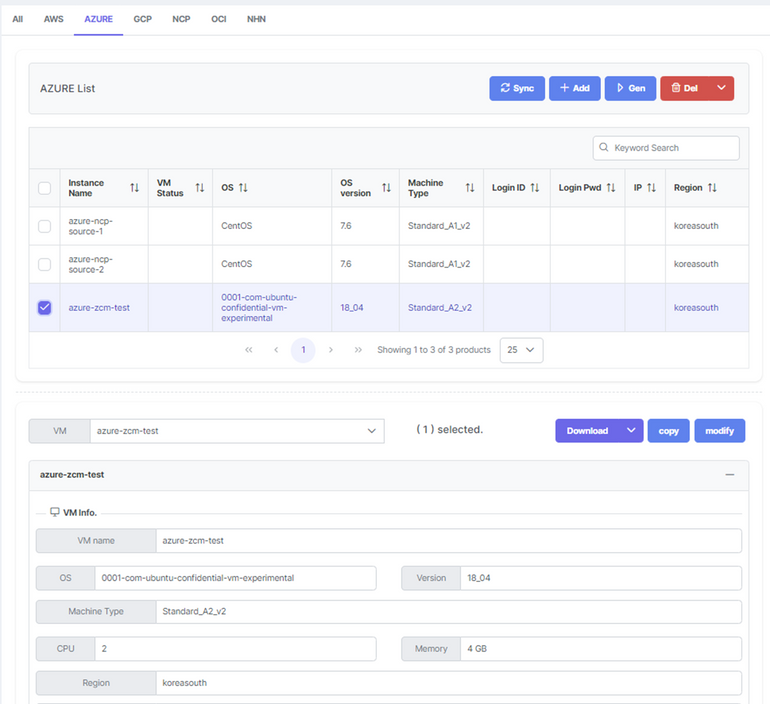 All AWS AZURE GCP NCP OCI NHN
AZURE List
Sync Add Gen Del
Keyword Search
Instance Name VM Status OS OS version Machine Type Login ID Login Pwd IP Region
azure-ncp-source-1 CentOS 7.6 Standard_A1_v2 koreasouth
azure-ncp-source-2 CentOS 7.6 Standard_A1_v2 koreasouth
azure-zcm-test 0001-com-ubuntu-confidential-vm-experimental 18_04 Standard_A2_v2 koreasouth
« ‹ 1 › » Showing 1 to 3 of 3 products 25
VM azure-zcm-test ( 1 ) selected. Download copy modify
azure-zcm-test
VM Info.
VM name azure-zcm-test
OS 0001-com-ubuntu-confidential-vm-experimental Version 18_04
Machine Type Standard_A2_v2
CPU 2 Memory 4 GB
Region koreasouth